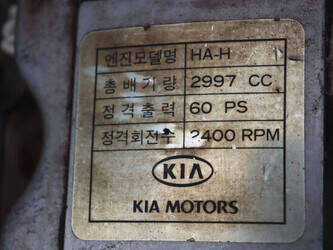 엔진모델명 HA-H
총배기량 2997 CC
정격출력 60 PS
정격회전수 2400 RPM
KIA
KIA MOTORS